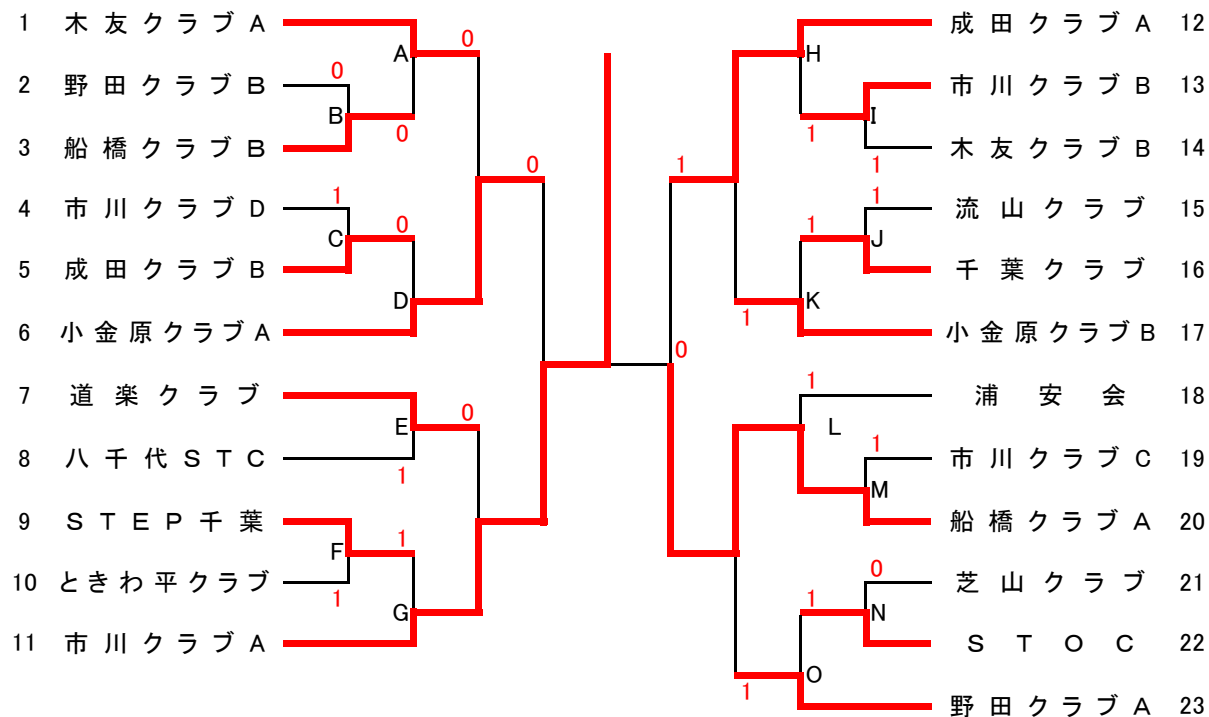 1 木友クラブA
0
A
2 野田クラブB
0
B
3 船橋クラブB
0
0
4 市川クラブD
1
C
0
5 成田クラブB
D
6 小金原クラブA
7 道楽クラブ
E
0
8 八千代STC
1
9 STEP千葉
F
1
10 ときわ平クラブ
1
G
11 市川クラブA
成田クラブA 12
H
市川クラブB 13
I
1
木友クラブB 14
1
1
流山クラブ 15
1
1
J
千葉クラブ 16
K
1
小金原クラブB 17
0
浦安会 18
1
L
市川クラブC 19
1
M
船橋クラブA 20
芝山クラブ 21
0
1
N
STOC 22
O
1
野田クラブA 23